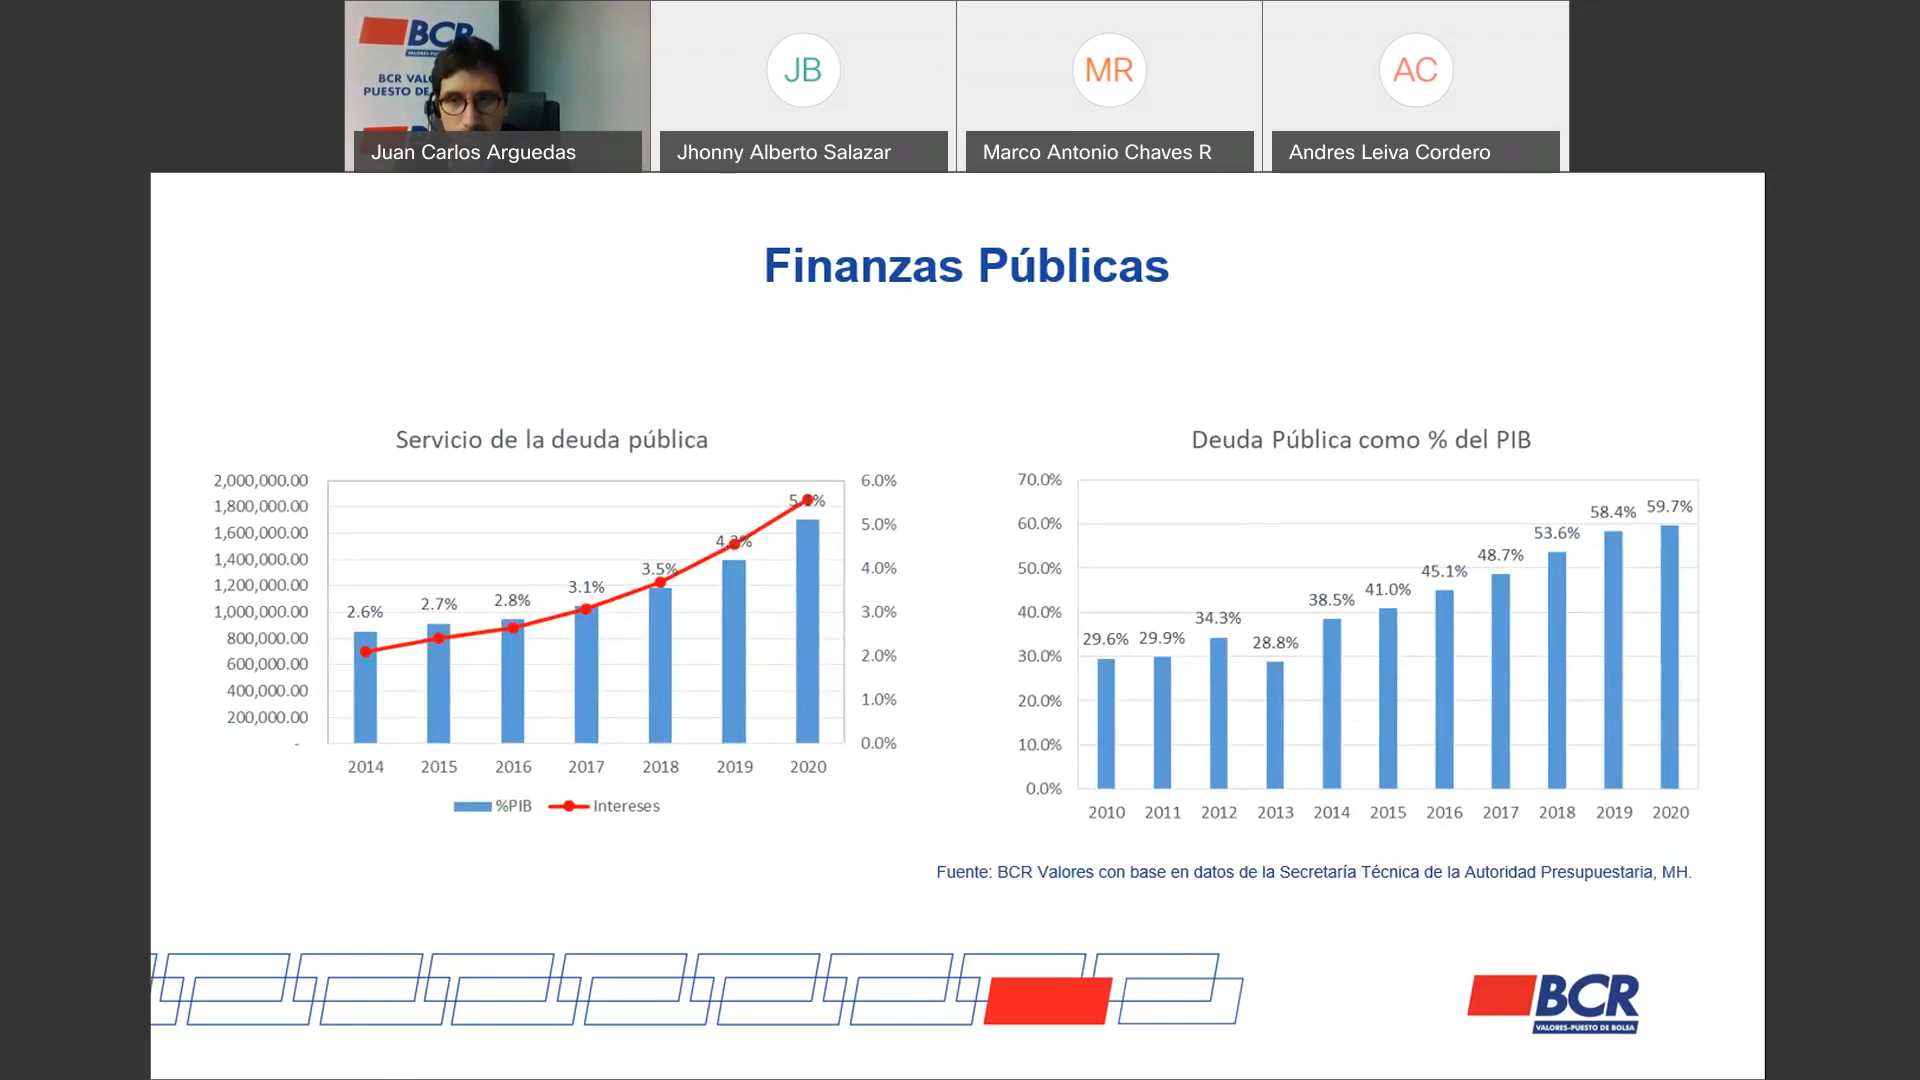 BCR
BCR VAL
PUESTO DE
JB
MR
AC
Juan Carlos Arguedas
Jhonny Alberto Salazar
Marco Antonio Chaves R
Andres Leiva Cordero
Finanzas Públicas
Servicio de la deuda pública
2,000,000.00
1,800,000.00
1,600,000.00
1,400,000.00
1,200,000.00
1,000,000.00
800,000.00
600,000.00
400,000.00
200,000.00
-
6.0%
5.0%
4.0%
3.0%
2.0%
1.0%
0.0%
2.6%
2.7%
2.8%
3.1%
3.5%
2014 2015 2016 2017 2018 2019 2020
%PIB Intereses
Deuda Pública como % del PIB
70.0%
60.0%
50.0%
40.0%
30.0%
20.0%
10.0%
0.0%
29.6% 29.9% 34.3% 28.8% 38.5% 41.0% 45.1% 48.7% 53.6% 58.4% 59.7%
2010 2011 2012 2013 2014 2015 2016 2017 2018 2019 2020
Fuente: BCR Valores con base en datos de la Secretaría Técnica de la Autoridad Presupuestaria, MH.
BCR
VALORES-PUESTO DE BOLSA